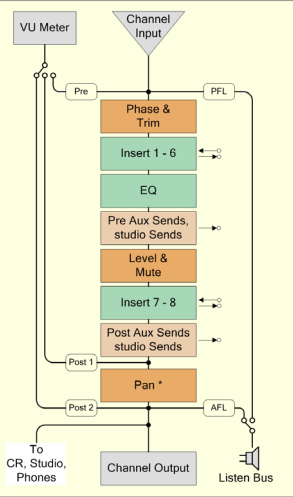 VU Meter
Channel
Input
Pre
PFL
Phase &
Trim
Insert 1 - 6
EQ
Pre Aux Sends,
studio Sends
Level &
Mute
Insert 7 - 8
Post Aux Sends
studio Sends
Post 1
Pan *
Post 2
AFL
To
CR, Studio,
Phones
Channel Output
Listen Bus